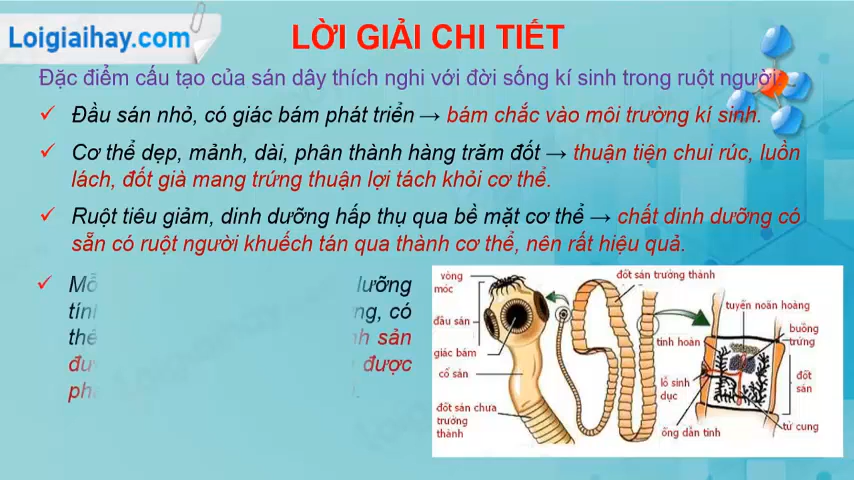 Loigiaihay.com
LỜI GIẢI CHI TIẾT
Đặc điểm cấu tạo của sán dây thích nghi với đời sống kí sinh trong ruột người:
Đầu sán nhỏ, có giác bám phát triển → bám chắc vào môi trường kí sinh.
Cơ thể dẹp, mảnh, dài, phân thành hàng trăm đốt → thuận tiện chui rúc, luồn
lách, đốt già mang trứng thuận lợi tách khỏi cơ thể.
Ruột tiêu giảm, dinh dưỡng hấp thụ qua bề mặt cơ thể → chất dinh dưỡng có
sẵn có ruột người khuếch tán qua thành cơ thể, nên rất hiệu quả.
lưỡng
có
sản
được
vòng
móc
đầu sán
giác bám
cổ sán
đốt sán chưa
trưởng
thành
đốt sán trưởng thành
tuyến noãn hoàng
buồng
trứng
tinh hoàn
đốt
sán
lỗ sinh
dục
tử cung
ống dẫn tinh